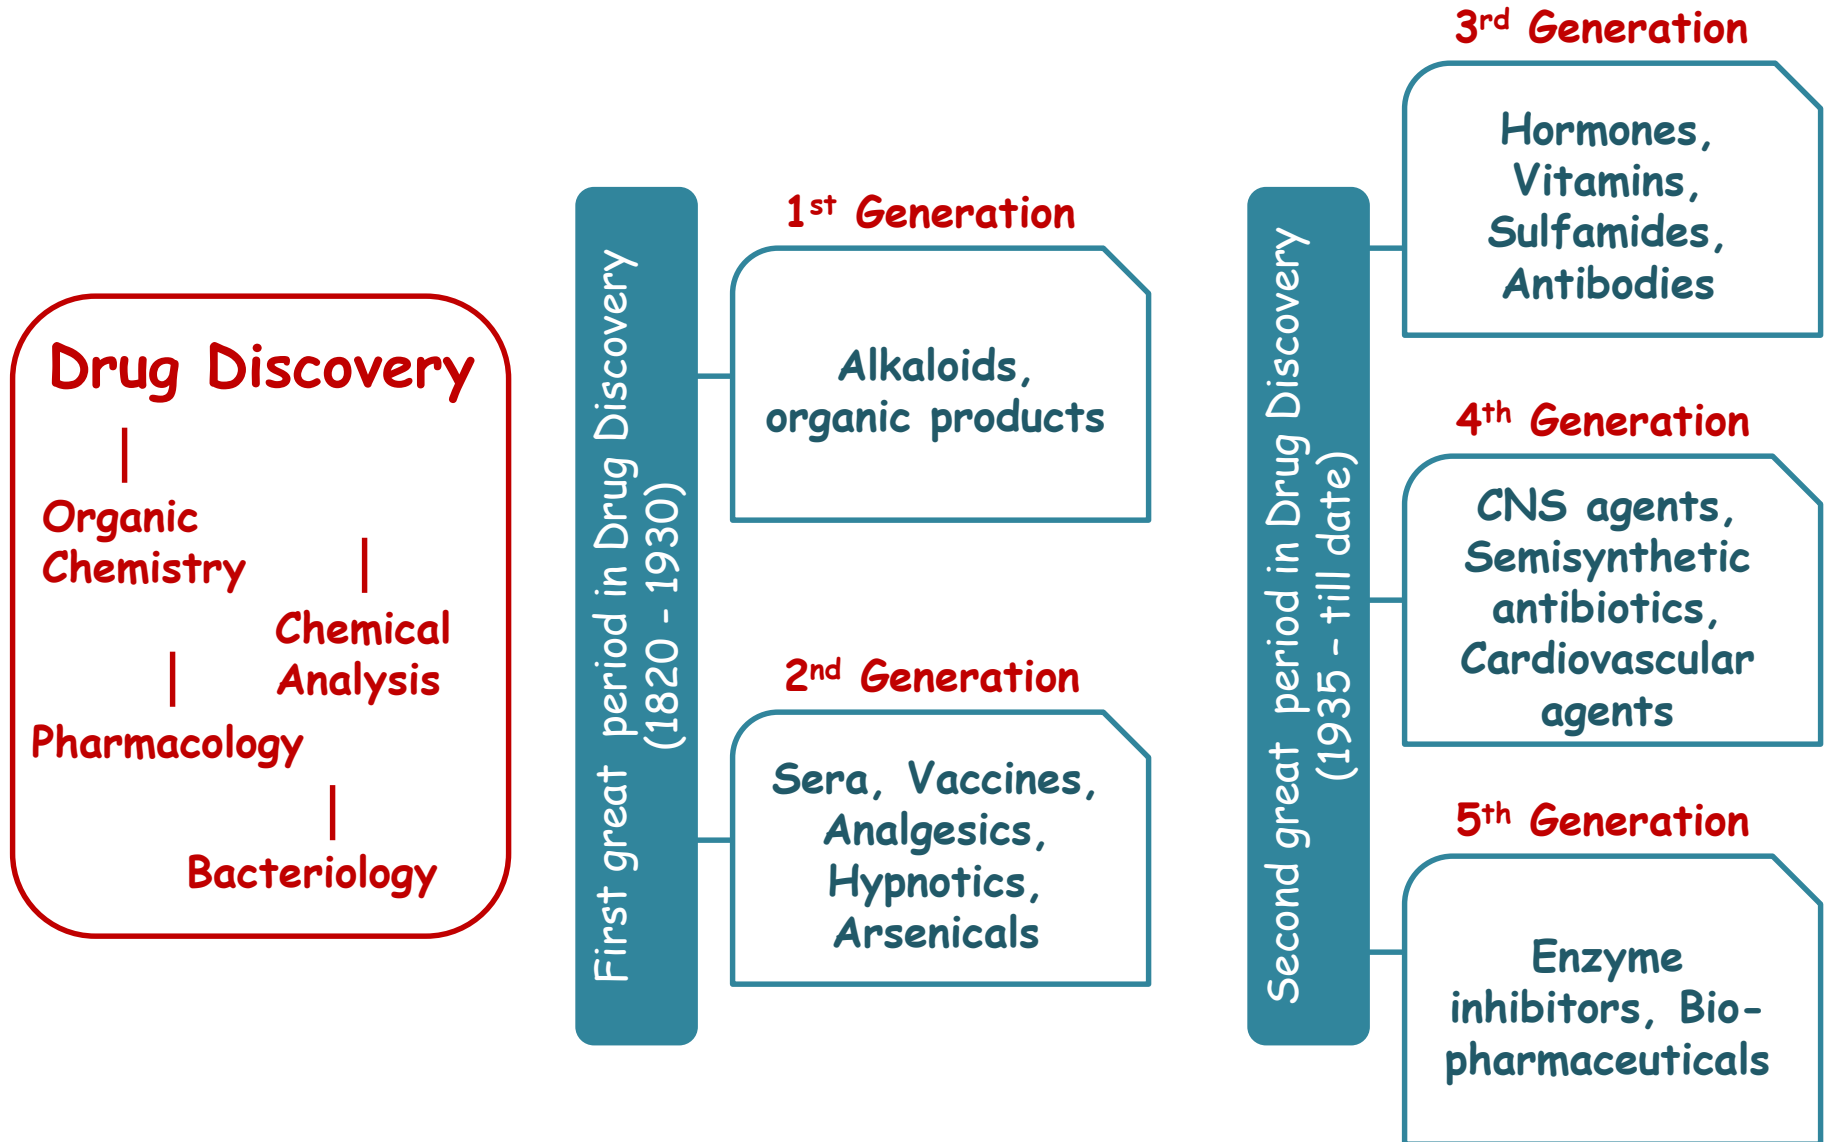 Drug Discovery
Organic
Chemistry
Chemical
Analysis
Pharmacology
Bacteriology
First great period in Drug Discovery
(1820 - 1930)
1st Generation
Alkaloids,
organic products
2nd Generation
Sera, Vaccines,
Analgesics,
Hypnotics,
Arsenicals
Second great period in Drug Discovery
(1935 - till date)
3rd Generation
Hormones,
Vitamins,
Sulfamides,
Antibodies
4th Generation
CNS agents,
Semisynthetic
antibiotics,
Cardiovascular
agents
5th Generation
Enzyme
inhibitors, Bio-
pharmaceuticals